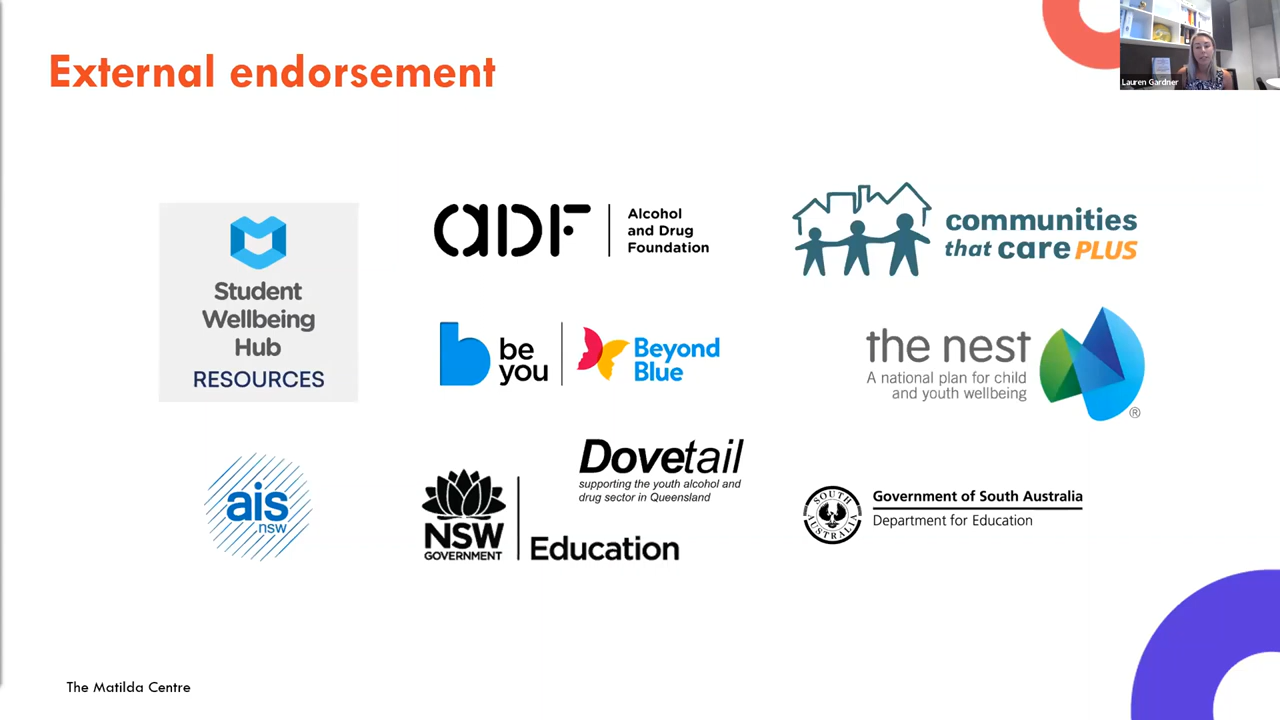 External endorsement
Lauren Gardner
Student
Wellbeing
Hub
RESOURCES
aDF
Alcohol
and Drug
Foundation
communities
that care PLUS
b
be
you
Beyond
Blue
the nest
A national plan for child
and youth wellbeing
®
ais
nsw
NSW
GOVERNMENT
Education
Dovetail
supporting the youth alcohol and
drug sector in Queensland
SOUTH
AUSTRALIA
Government of South Australia
Department for Education
The Matilda Centre